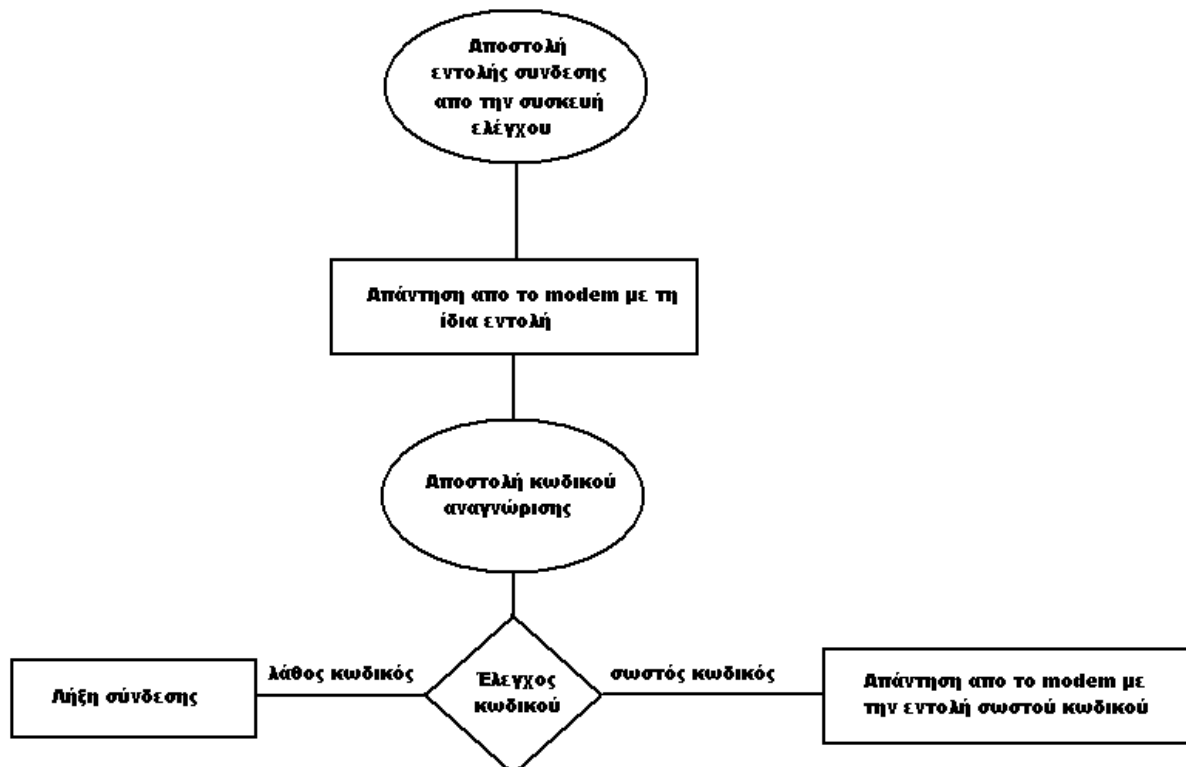 Αποστολή
εντολής συνδεσης
απο την συσκευή
ελέγχου
Απάντηση απο το modem με τη
ίδια εντολή
Αποστολή κωδικού
αναγνώρισης
λάθος κωδικός
σωστός κωδικός
Λήξη σύνδεσης
Έλεγχος
κωδικού
Απάντηση απο το modem με
την εντολή σωστού κωδικού